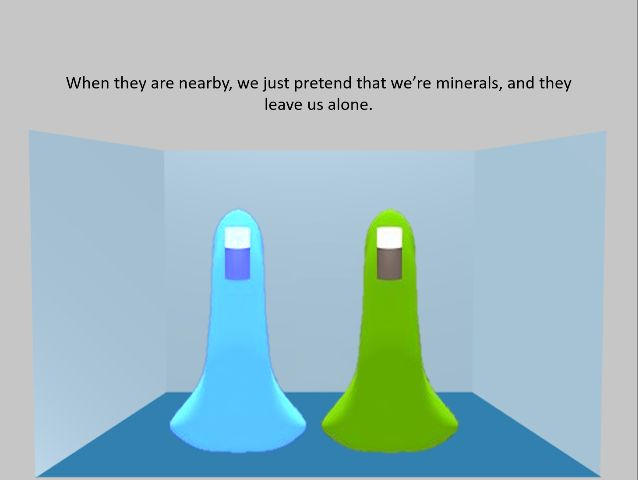 When they are nearby, we just pretend that we’re minerals, and they
leave us alone.